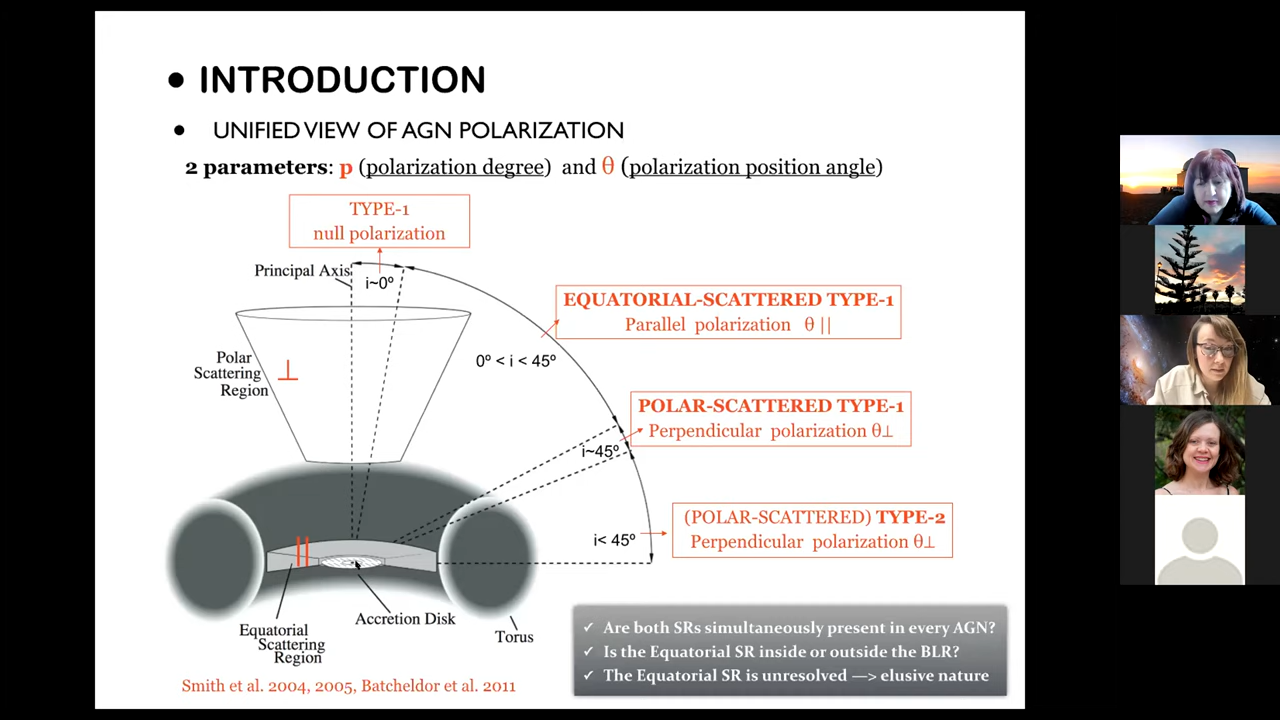 • INTRODUCTION
• UNIFIED VIEW OF AGN POLARIZATION
2 parameters: p (polarization degree) and θ (polarization position angle)
TYPE-1
null polarization
Principal Axis
i~0º
EQUATORIAL-SCATTERED TYPE-1
Parallel polarization θ ||
Polar
Scattering
Region
⊥
0º < i < 45º
POLAR-SCATTERED TYPE-1
Perpendicular polarization θ⊥
i~45º
(POLAR-SCATTERED) TYPE-2
Perpendicular polarization θ⊥
i< 45º
||
Accretion Disk
Equatorial
Scattering
Region
Torus
✓ Are both SRs simultaneously present in every AGN?
✓ Is the Equatorial SR inside or outside the BLR?
✓ The Equatorial SR is unresolved —> elusive nature
Smith et al. 2004, 2005, Batcheldor et al. 2011